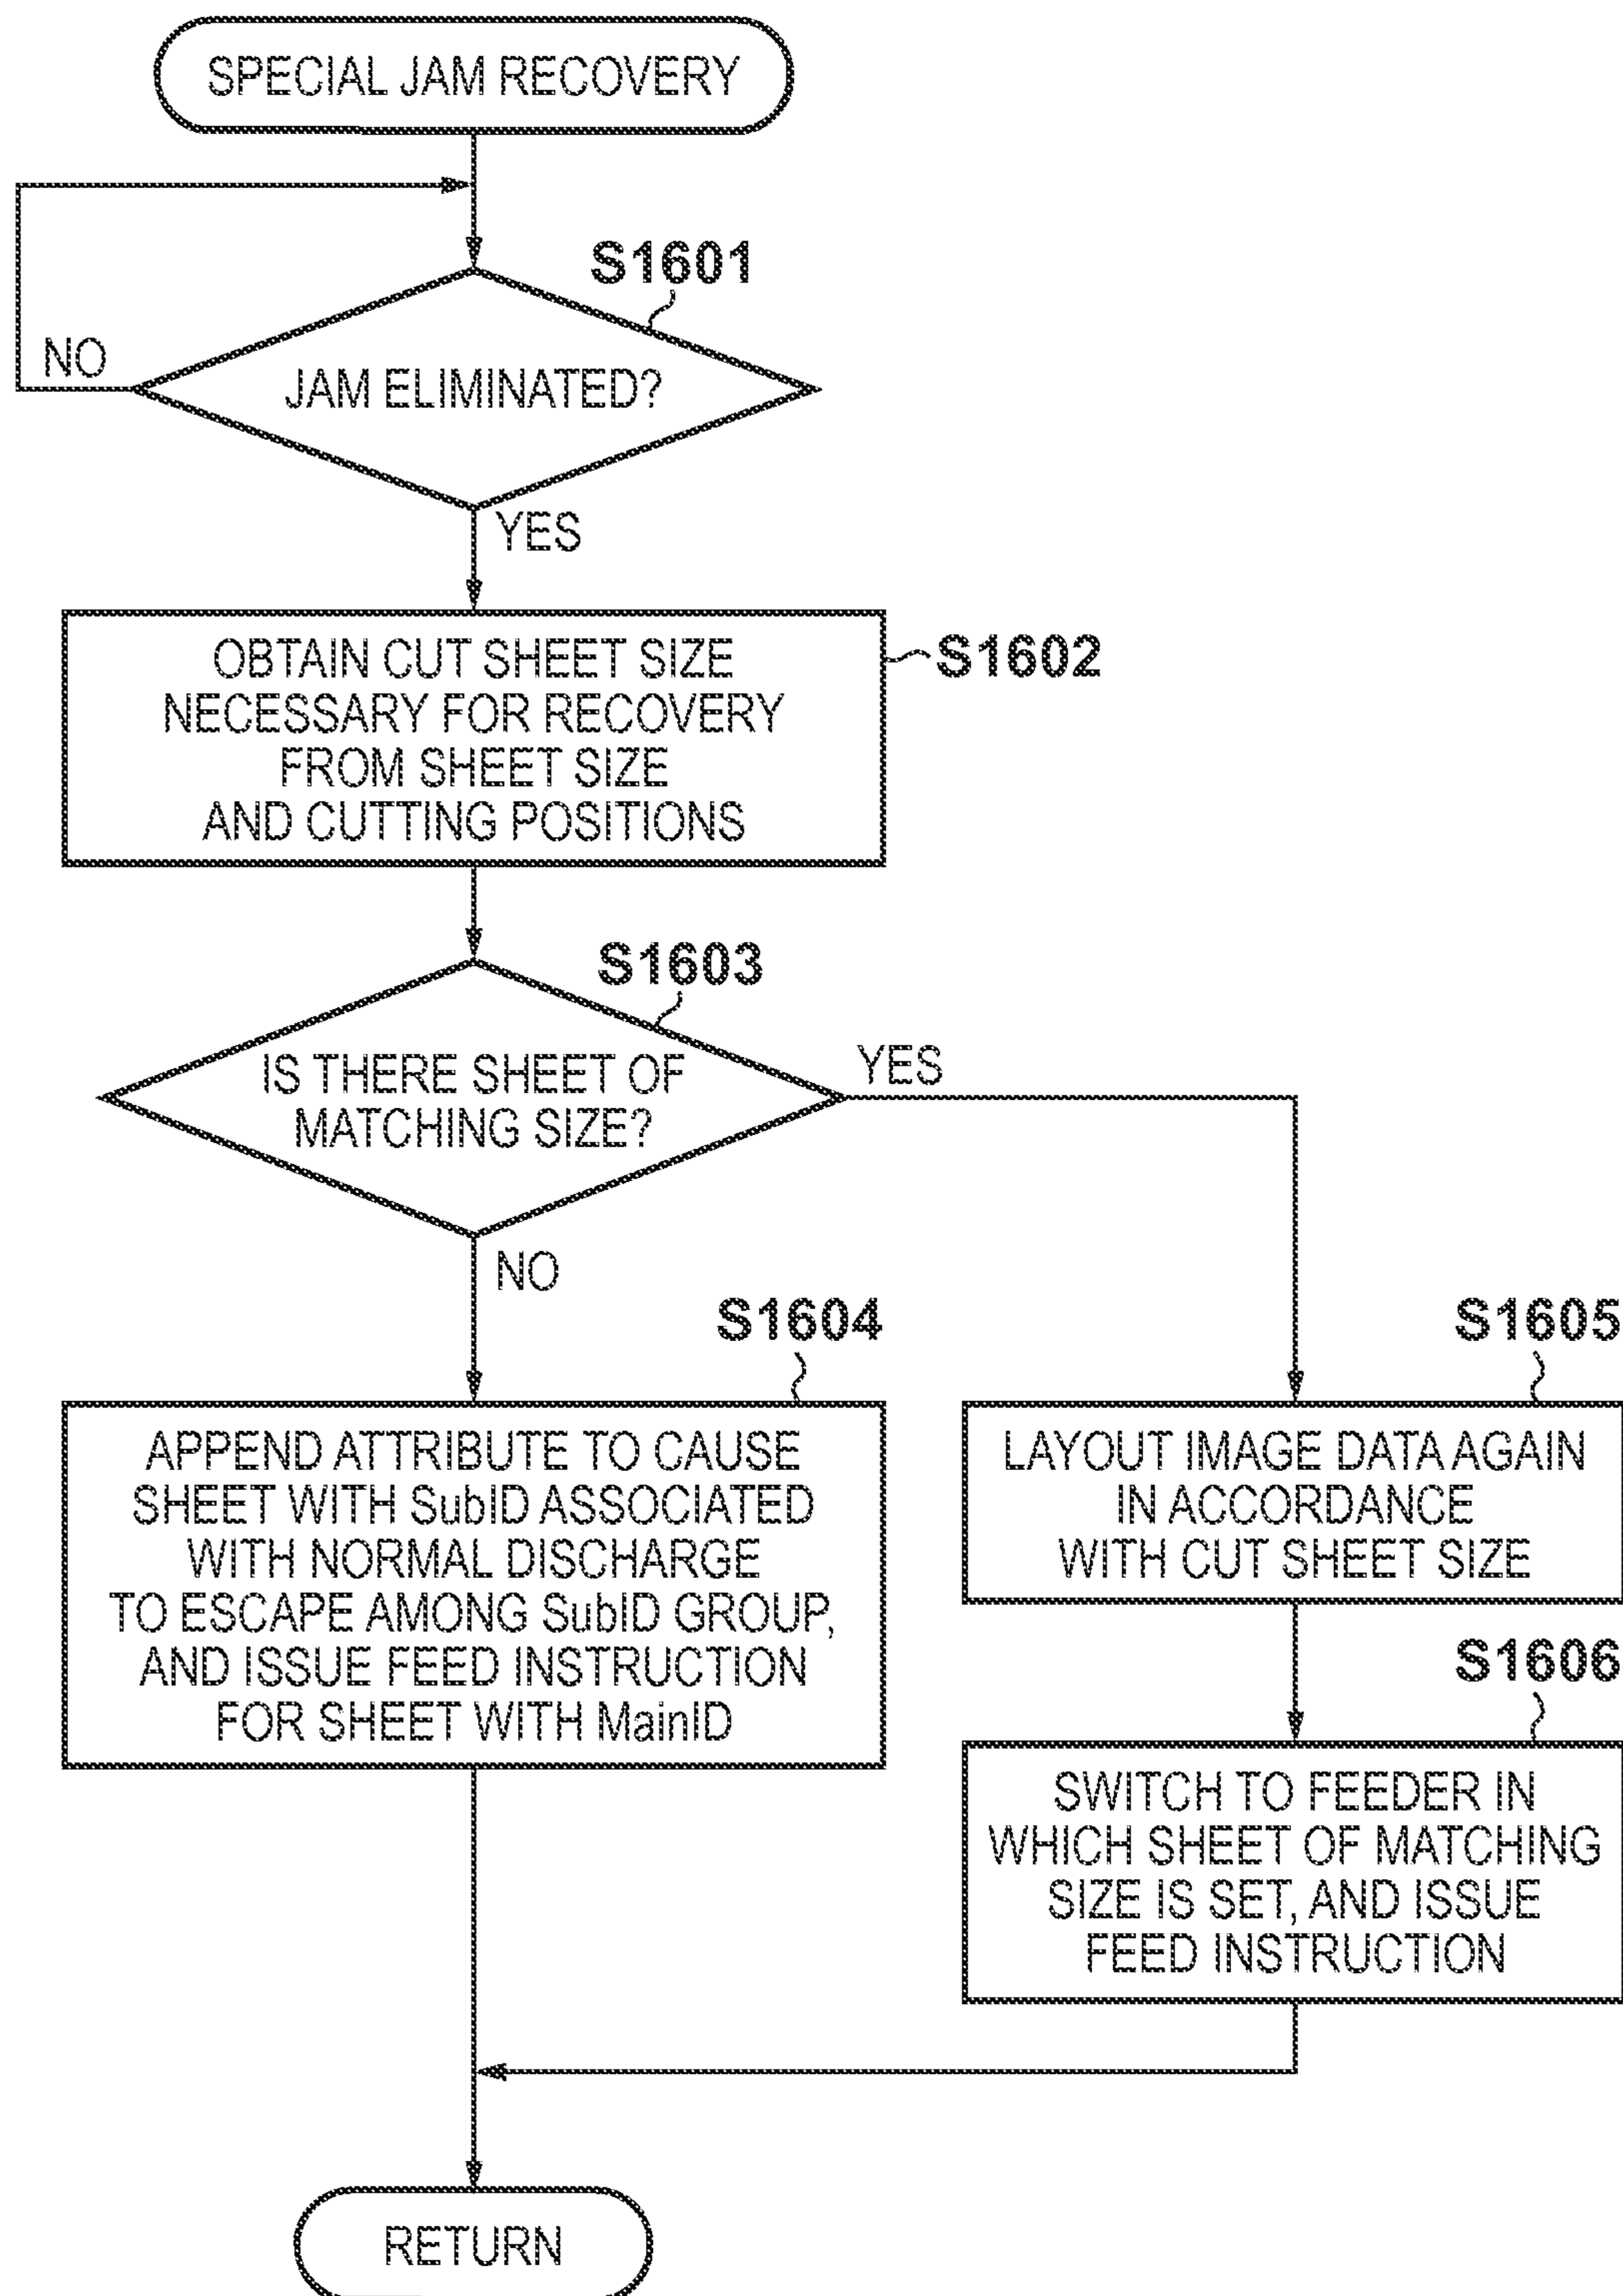 SPECIAL JAM RECOVERY
S1601
NO
JAM ELIMINATED?
YES
OBTAIN CUT SHEET SIZE
NECESSARY FOR RECOVERY
FROM SHEET SIZE
AND CUTTING POSITIONS
S1602
S1603
IS THERE SHEET OF
MATCHING SIZE?
YES
NO
S1604
APPEND ATTRIBUTE TO CAUSE
SHEET WITH SubID ASSOCIATED
WITH NORMAL DISCHARGE
TO ESCAPE AMONG SubID GROUP,
AND ISSUE FEED INSTRUCTION
FOR SHEET WITH MainID
S1605
LAYOUT IMAGE DATA AGAIN
IN ACCORDANCE
WITH CUT SHEET SIZE
S1606
SWITCH TO FEEDER IN
WHICH SHEET OF MATCHING
SIZE IS SET, AND ISSUE
FEED INSTRUCTION
RETURN